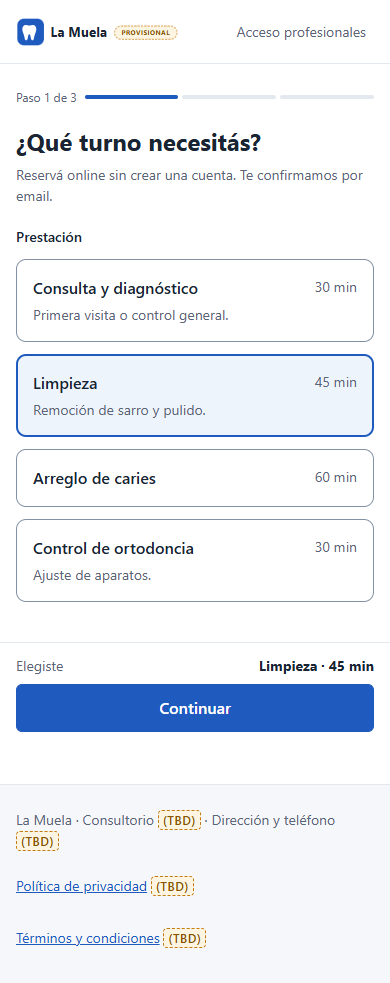 La Muela PROVISIONAL Acceso profesionales
Paso 1 de 3
¿Qué turno necesitás?
Reservá online sin crear una cuenta. Te confirmamos por
email.
Prestación
Consulta y diagnóstico 30 min
Primera visita o control general.
Limpieza 45 min
Remoción de sarro y pulido.
Arreglo de caries 60 min
Control de ortodoncia 30 min
Ajuste de aparatos.
Elegiste Limpieza · 45 min
Continuar
La Muela · Consultorio (TBD) · Dirección y teléfono
(TBD)
Política de privacidad (TBD)
Términos y condiciones (TBD)